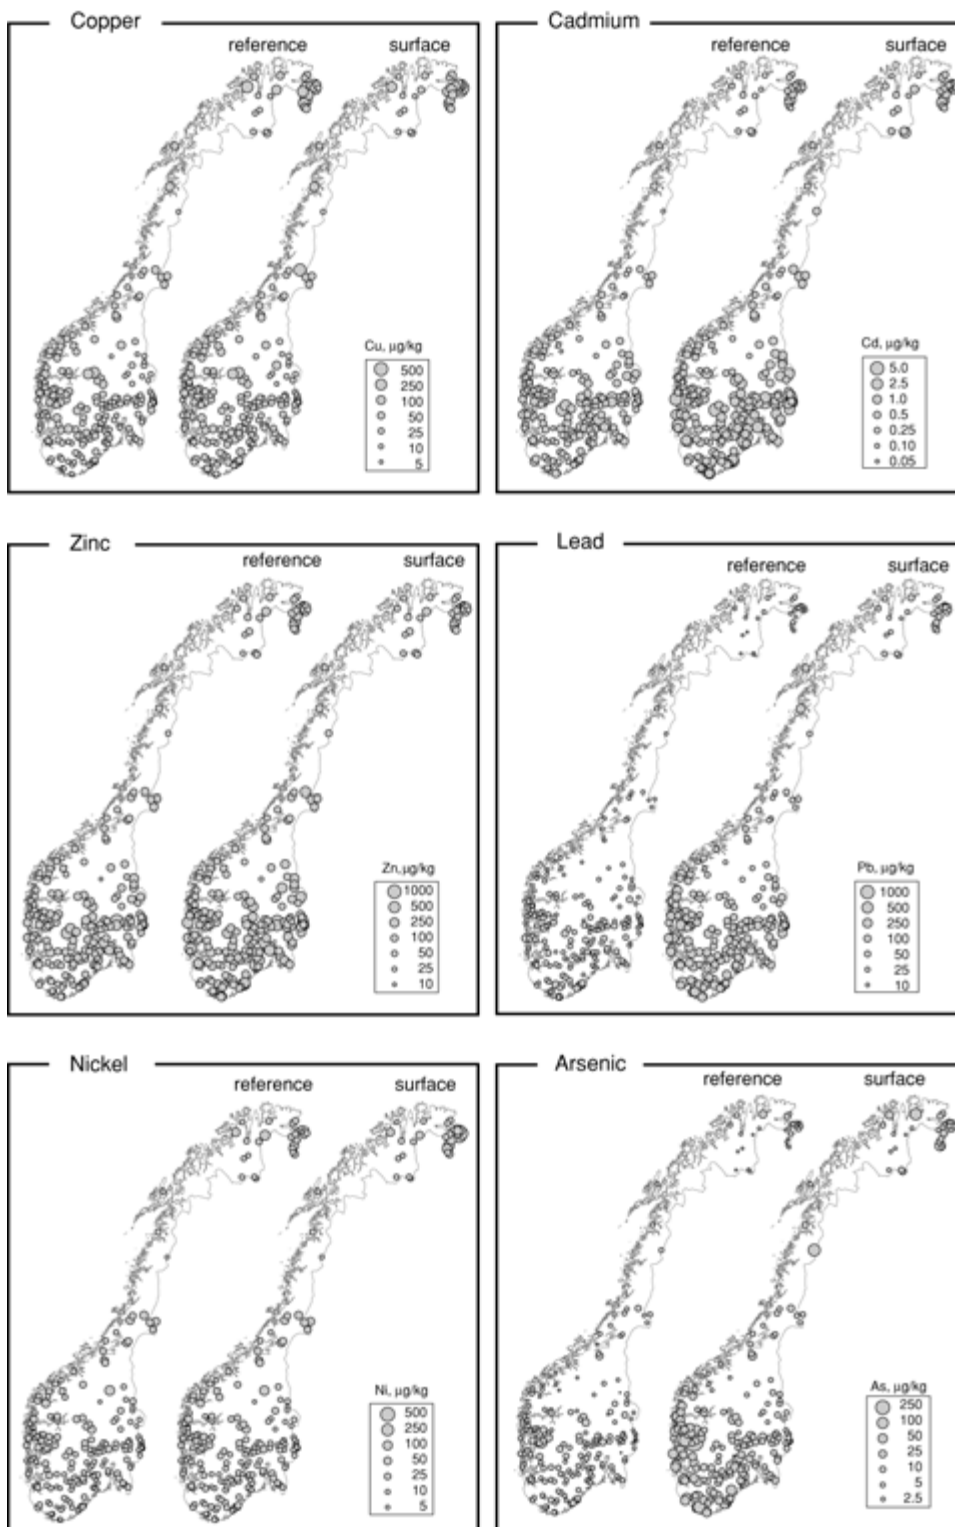 Copper
reference surface
Cu, µg/kg
500
250
100
50
25
10
5
Cadmium
reference surface
Cd, µg/kg
5.0
2.5
1.0
0.5
0.25
0.10
0.05
Zinc
reference surface
Zn,µg/kg
1000
500
250
100
50
25
10
Lead
reference surface
Pb, µg/kg
1000
500
250
100
50
25
10
Nickel
reference surface
Ni, µg/kg
500
250
100
50
25
10
5
Arsenic
reference surface
As, µg/kg
250
100
50
25
10
5
2.5